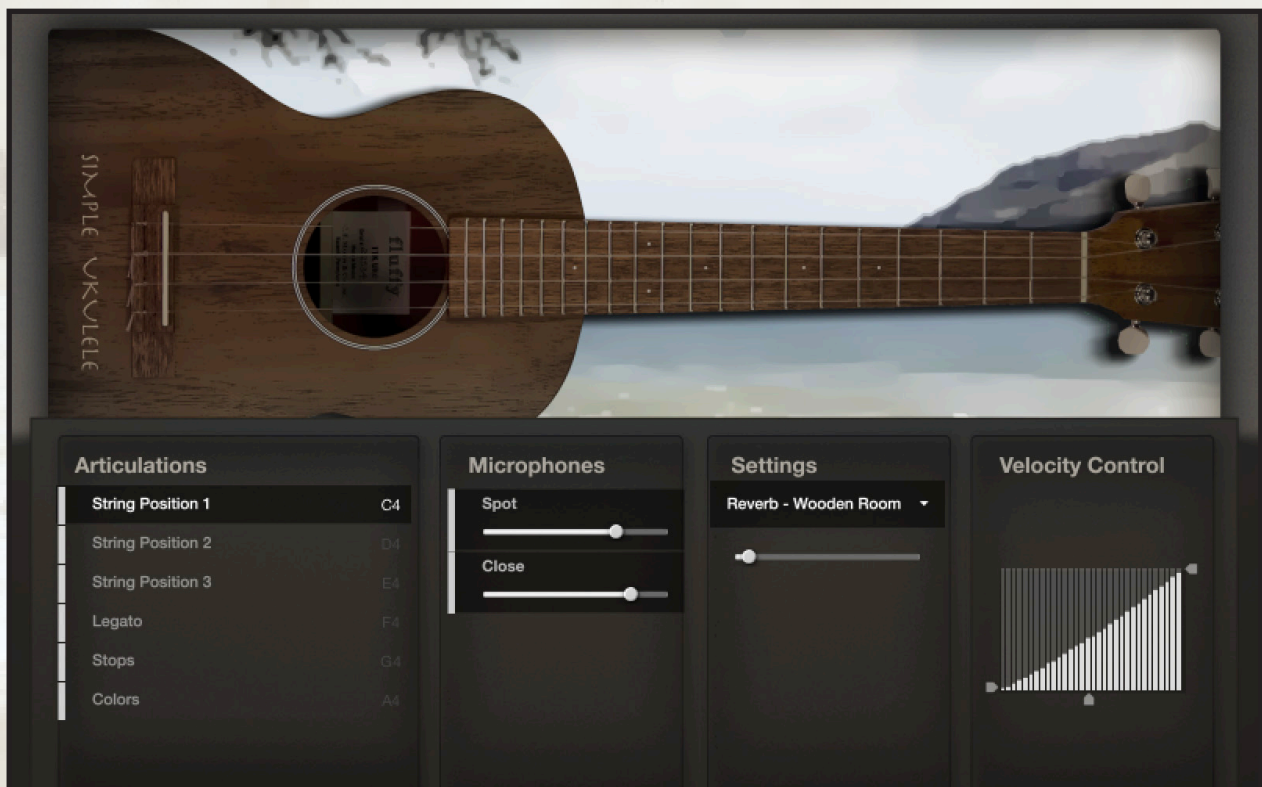 SIMPLE UKULELE
fluffy
Articulations
String Position 1 C4
String Position 2 D4
String Position 3 E4
Legato F4
Stops G4
Colors A4
Microphones
Spot
Close
Settings
Reverb - Wooden Room
Velocity Control